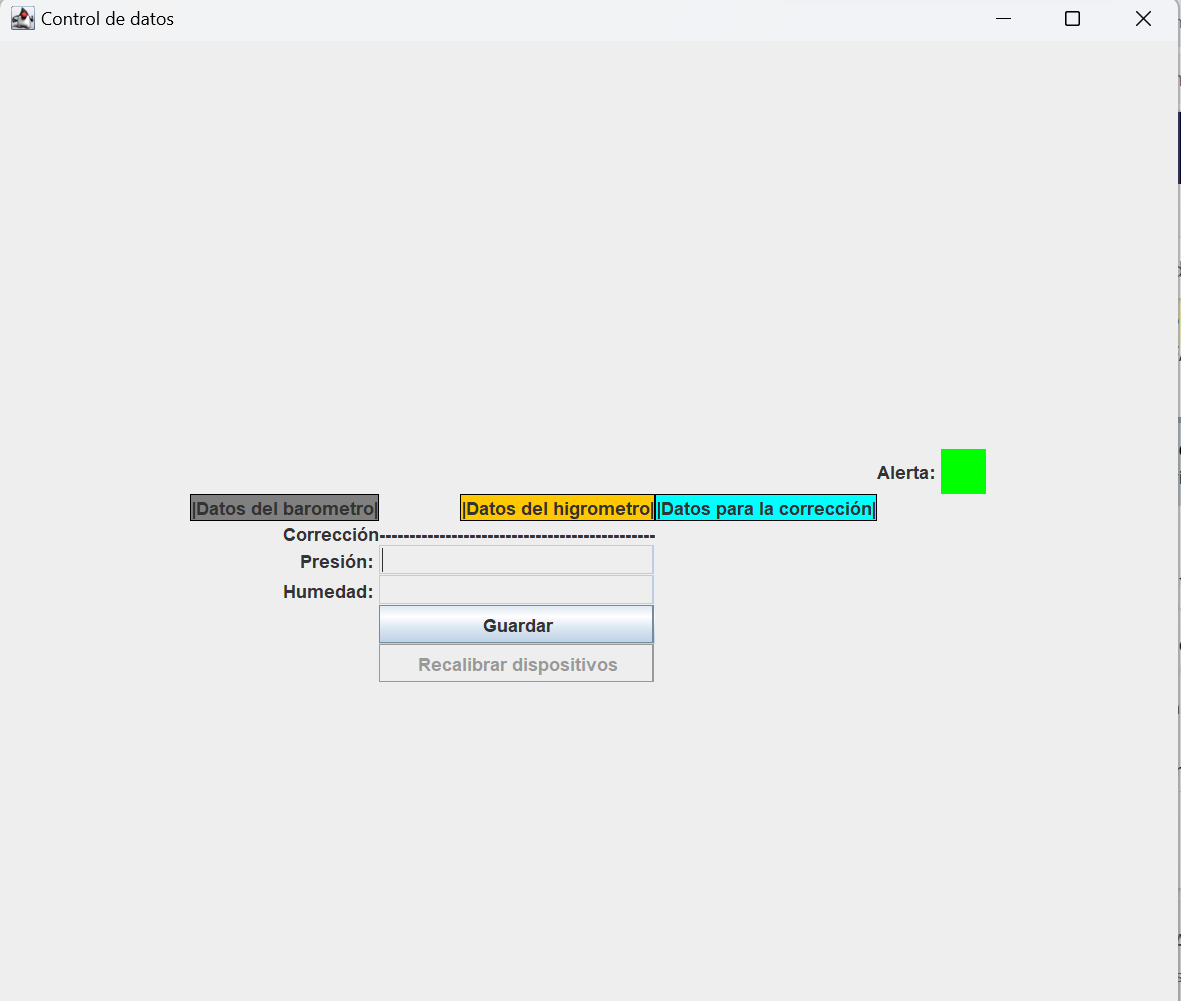 Control de datos
Alerta:
|Datos del barometro| |Datos del higrometro| |Datos para la corrección|
Corrección----------------------------------------------
Presión:
Humedad:
Guardar
Recalibrar dispositivos